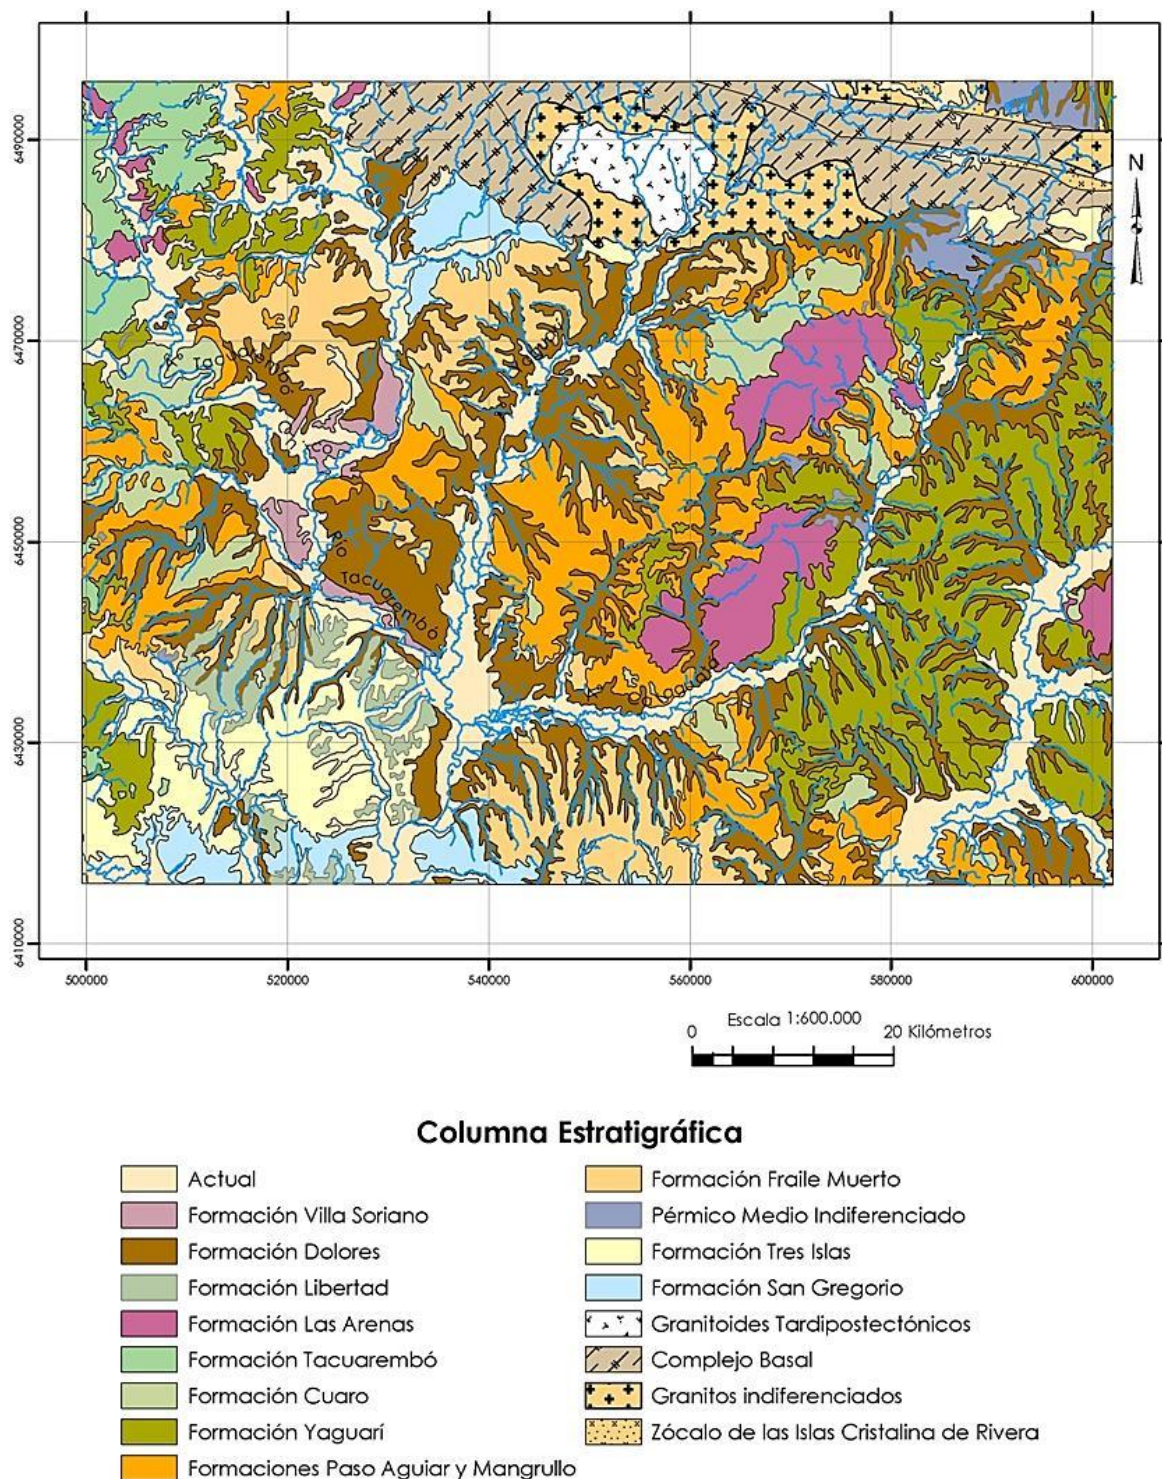 6490000
N
6470000
Tacuarembó
Río
6450000
Río
Tacuarembó
6430000
6410000
500000
520000
540000
560000
580000
600000
Escala 1:600.000
0
20 Kilómetros
Columna Estratigráfica
Actual
Formación Villa Soriano
Formación Dolores
Formación Libertad
Formación Las Arenas
Formación Tacuarembó
Formación Cuaro
Formación Yaguarí
Formaciones Paso Aguiar y Mangrullo
Formación Fraile Muerto
Pérmico Medio Indiferenciado
Formación Tres Islas
Formación San Gregorio
Granitoides Tardipostectónicos
Complejo Basal
Granitos indiferenciados
Zócalo de las Islas Cristalina de Rivera